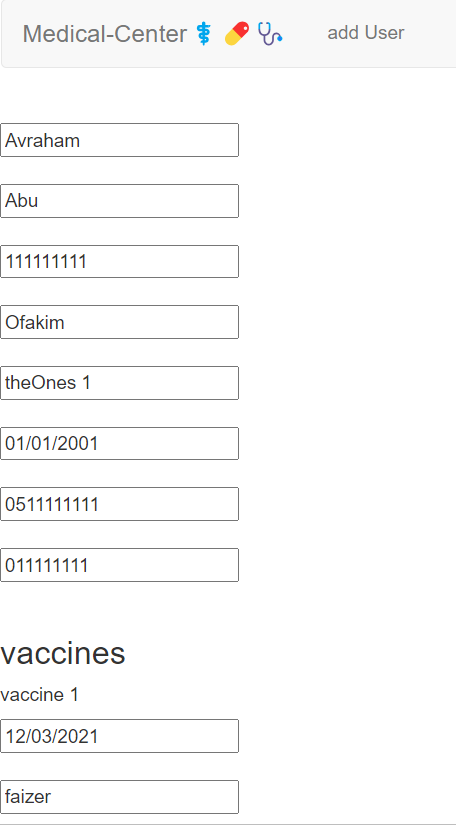 Medical-Center add User
Avraham
Abu
111111111
Ofakim
theOnes 1
01/01/2001
0511111111
011111111
vaccines
vaccine 1
12/03/2021
faizer